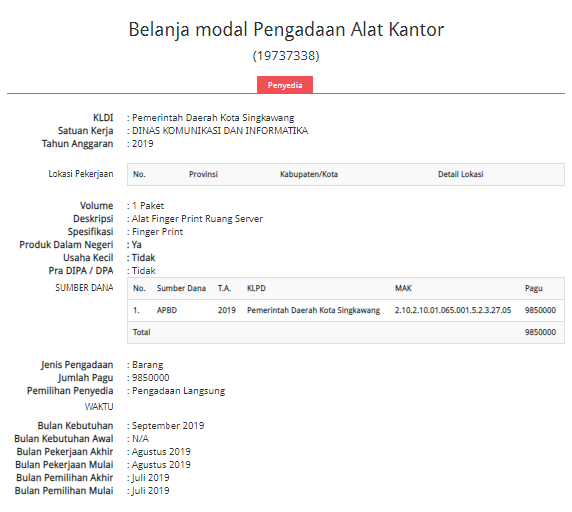 Belanja modal Pengadaan Alat Kantor
(19737338)
Penyedia
KLDI : Pemerintah Daerah Kota Singkawang
Satuan Kerja : DINAS KOMUNIKASI DAN INFORMATIKA
Tahun Anggaran : 2019
Lokasi Pekerjaan No. Provinsi Kabupaten/Kota Detail Lokasi
Volume : 1 Paket
Deskripsi : Alat Finger Print Ruang Server
Spesifikasi : Finger Print
Produk Dalam Negeri : Ya
Usaha Kecil : Tidak
Pra DIPA / DPA : Tidak
SUMBER DANA No. Sumber Dana T.A. KLPD MAK Pagu
1. APBD 2019 Pemerintah Daerah Kota Singkawang 2.10.2.10.01.065.001.5.2.3.27.05 9850000
Total 9850000
Jenis Pengadaan : Barang
Jumlah Pagu : 9850000
Pemilihan Penyedia : Pengadaan Langsung
WAKTU
Bulan Kebutuhan : September 2019
Bulan Kebutuhan Awal : N/A
Bulan Pekerjaan Akhir : Agustus 2019
Bulan Pekerjaan Mulai : Agustus 2019
Bulan Pemilihan Akhir : Juli 2019
Bulan Pemilihan Mulai : Juli 2019